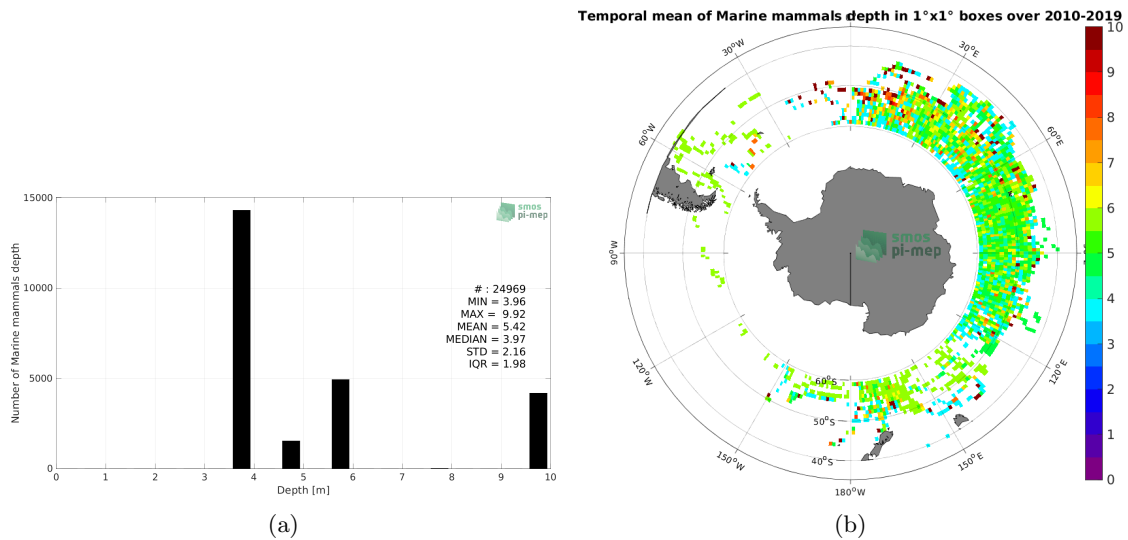 Temporal mean of Marine mammals depth in 1°x1° boxes over 2010-2019
15000
10000
5000
0
Number of Marine mammals depth
0 1 2 3 4 5 6 7 8 9 10
Depth [m]
smos
pi-mep
# : 24969
MIN = 3.96
MAX = 9.92
MEAN = 5.42
MEDIAN = 3.97
STD = 2.16
IQR = 1.98
(a)
30°W
30°E
60°W
60°E
90°W
120°W
120°E
150°W
150°E
180°W
60°S
50°S
40°S
smos
pi-mep
10
9
8
7
6
5
4
3
2
1
0
(b)